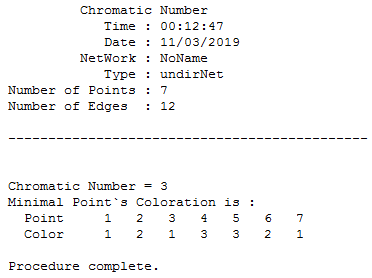 Chromatic Number
Time : 00:12:47
Date : 11/03/2019
NetWork : NoName
Type : undirNet
Number of Points : 7
Number of Edges : 12
---------------------------------------------
Chromatic Number = 3
Minimal Point`s Coloration is :
Point 1 2 3 4 5 6 7
Color 1 2 1 3 3 2 1
Procedure complete.